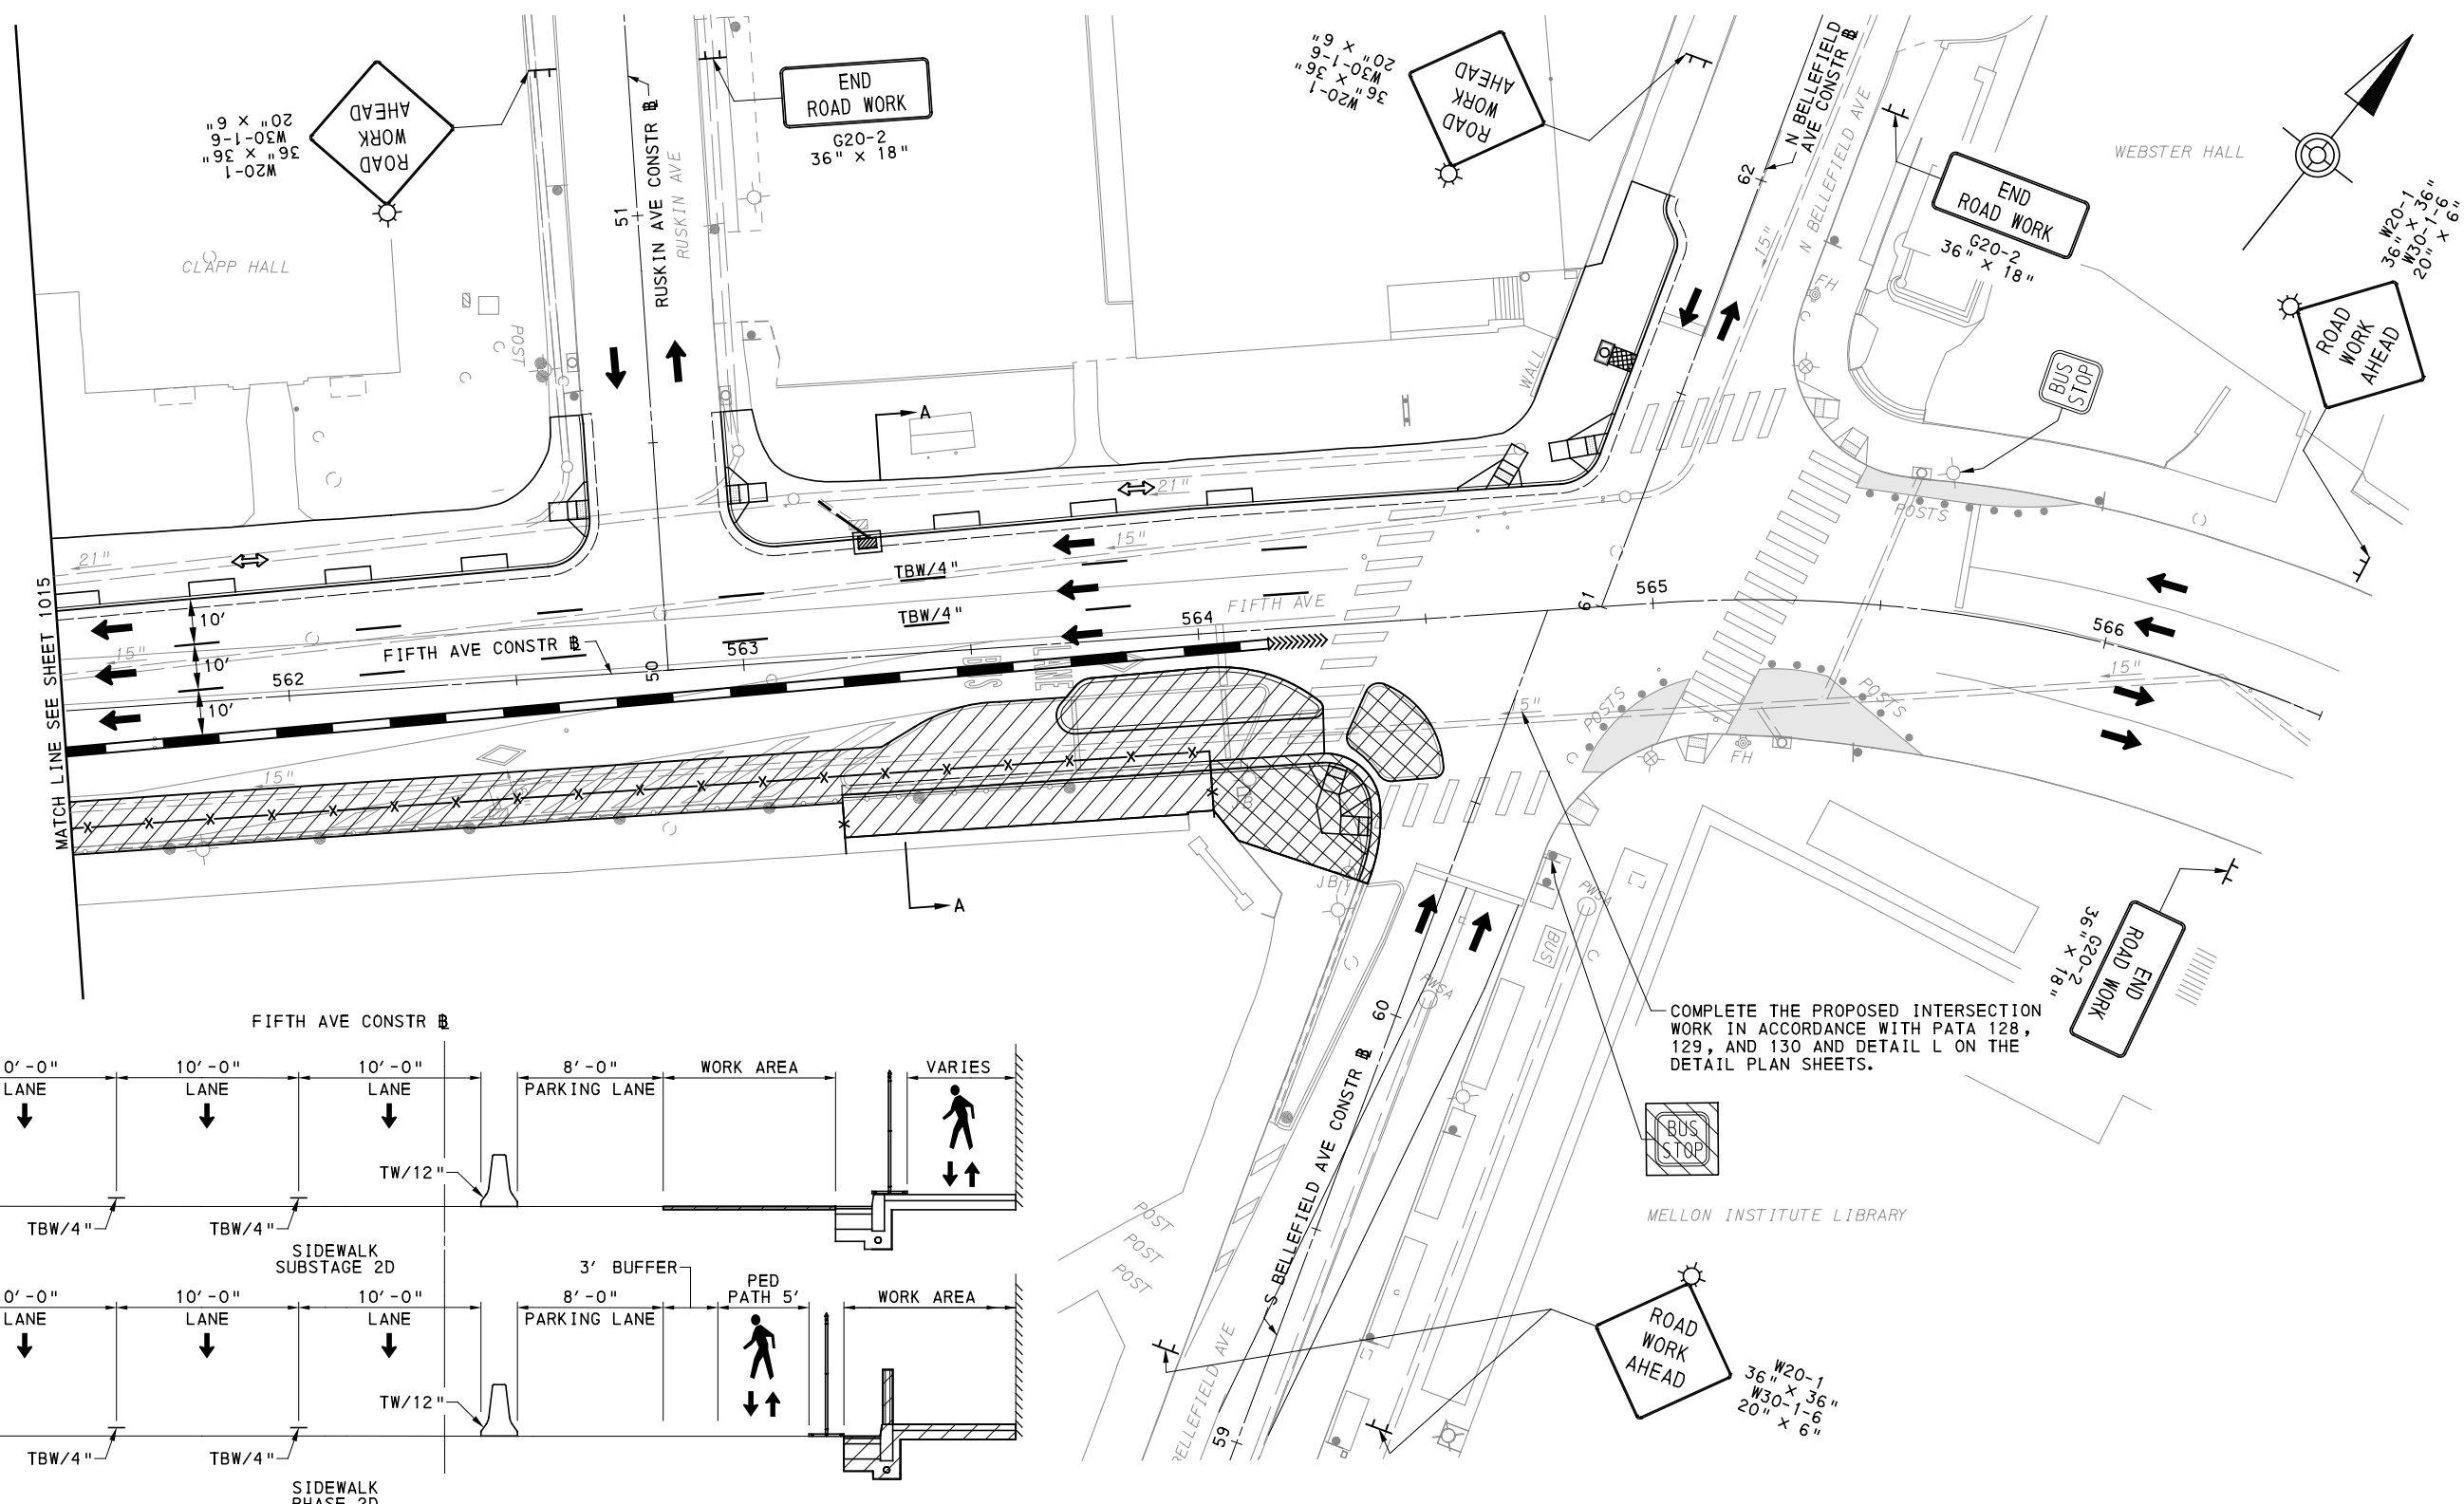 ROAD
WORK
AHEAD
W20-1
36" X 36"
W30-1-6
20" X 6"
END
ROAD WORK
G20-2
36" X 18"
51
RUSKIN AVE CONSTR ℄
RUSKIN AVE
ROAD
WORK
AHEAD
W20-1
36" X 36"
W30-1-6
20" X 6"
N BELLEFIELD
AVE CONSTR ℄
N BELLEFIELD AVE
62
15"
FH
END
ROAD WORK
G20-2
36" X 18"
WEBSTER HALL
W20-1
36" X 36"
W30-1-6
20" X 6"
ROAD
WORK
AHEAD
BUS
STOP
CLAPP HALL
POST
WALL
A
21"
21"
15"
TBW/4"
TBW/4"
FIFTH AVE
10'
10'
10'
15"
15"
FIFTH AVE CONSTR ℄
562
50
563
564
61
565
566
BUS
LANE
POSTS
POSTS
POSTS
15"
15"
FH
JB
JB
A
MATCH LINE SEE SHEET 1015
PWSA
PWSA
BUS
60
S BELLEFIELD AVE CONSTR ℄
BELLEFIELD AVE
59
POST
POST
POST
COMPLETE THE PROPOSED INTERSECTION
WORK IN ACCORDANCE WITH PATA 128,
129, AND 130 AND DETAIL L ON THE
DETAIL PLAN SHEETS.
END
ROAD WORK
G20-2
36" X 18"
BUS
STOP
MELLON INSTITUTE LIBRARY
ROAD
WORK
AHEAD
W20-1
36" X 36"
W30-1-6
20" X 6"
FIFTH AVE CONSTR ℄
0'-0" 10'-0" 10'-0" 8'-0" WORK AREA VARIES
LANE LANE LANE PARKING LANE
TW/12"
TBW/4" TBW/4"
SIDEWALK
SUBSTAGE 2D
3' BUFFER
PED
PATH 5'
0'-0" 10'-0" 10'-0" 8'-0" WORK AREA
LANE LANE LANE PARKING LANE
TW/12"
TBW/4" TBW/4"
SIDEWALK
PHASE 2D